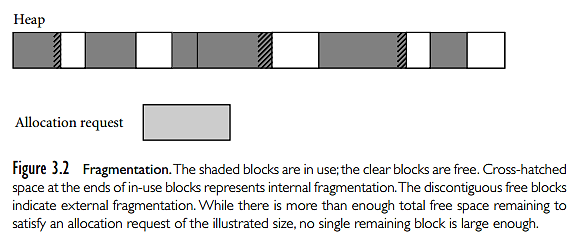 Heap
Allocation request
Figure 3.2 Fragmentation. The shaded blocks are in use; the clear blocks are free. Cross-hatched
space at the ends of in-use blocks represents internal fragmentation. The discontiguous free blocks
indicate external fragmentation. While there is more than enough total free space remaining to
satisfy an allocation request of the illustrated size, no single remaining block is large enough.